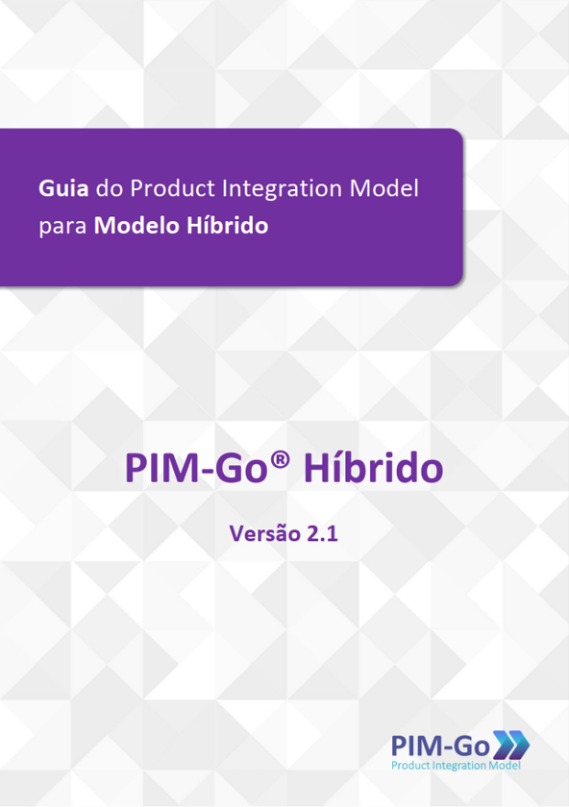 Guia do Product Integration Model
para Modelo Híbrido
PIM-Go® Híbrido
Versão 2.1
PIM-Go
Product Integration Model